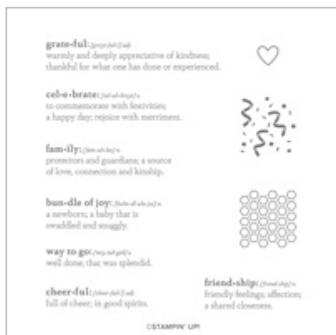 grate·ful:
warmly and deeply appreciative of kindness;
thankful for what one has done or experienced.
cel·e·brate:
to commemorate with festivities;
a happy day; rejoice with merriment.
fam·ily:
protectors and guardians; a source
of love, connection and kinship.
bun·dle of joy:
a newborn; a baby that is
swaddled and snuggly.
way to go:
well done; that was splendid.
cheer·ful:
full of cheer; in good spirits.
friend·ship:
friendly feelings; affection;
a shared closeness.
©STAMPIN' UP!